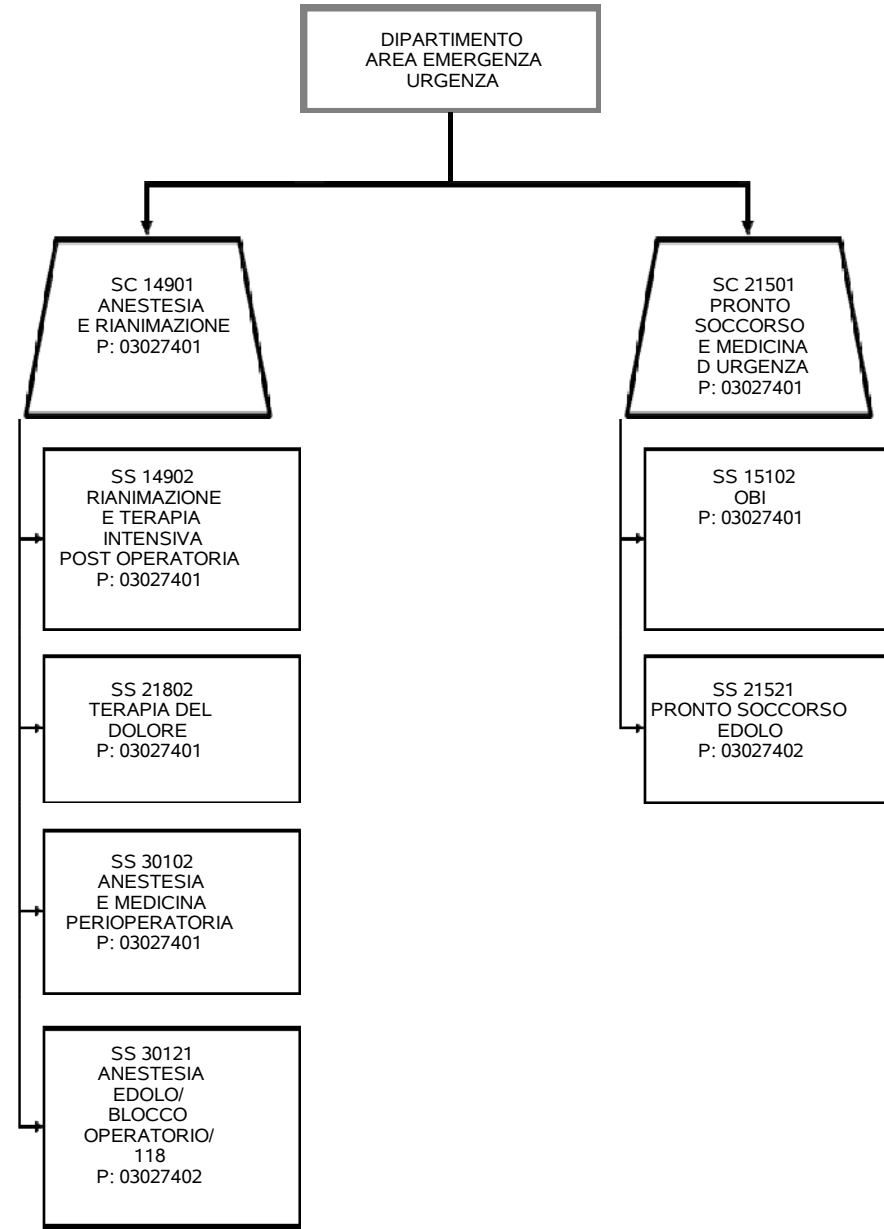 DIPARTIMENTO
AREA EMERGENZA
URGENZA
SC 14901
ANESTESIA
E RIANIMAZIONE
P: 03027401
SS 14902
RIANIMAZIONE
E TERAPIA
INTENSIVA
POST OPERATORIA
P: 03027401
SS 21802
TERAPIA DEL
DOLORE
P: 03027401
SS 30102
ANESTESIA
E MEDICINA
PERIOPERATORIA
P: 03027401
SS 30121
ANESTESIA
EDOLO/
BLOCCO
OPERATORIO/
118
P: 03027402
SC 21501
PRONTO
SOCCORSO
E MEDICINA
D URGENZA
P: 03027401
SS 15102
OBI
P: 03027401
SS 21521
PRONTO SOCCORSO
EDOLO
P: 03027402